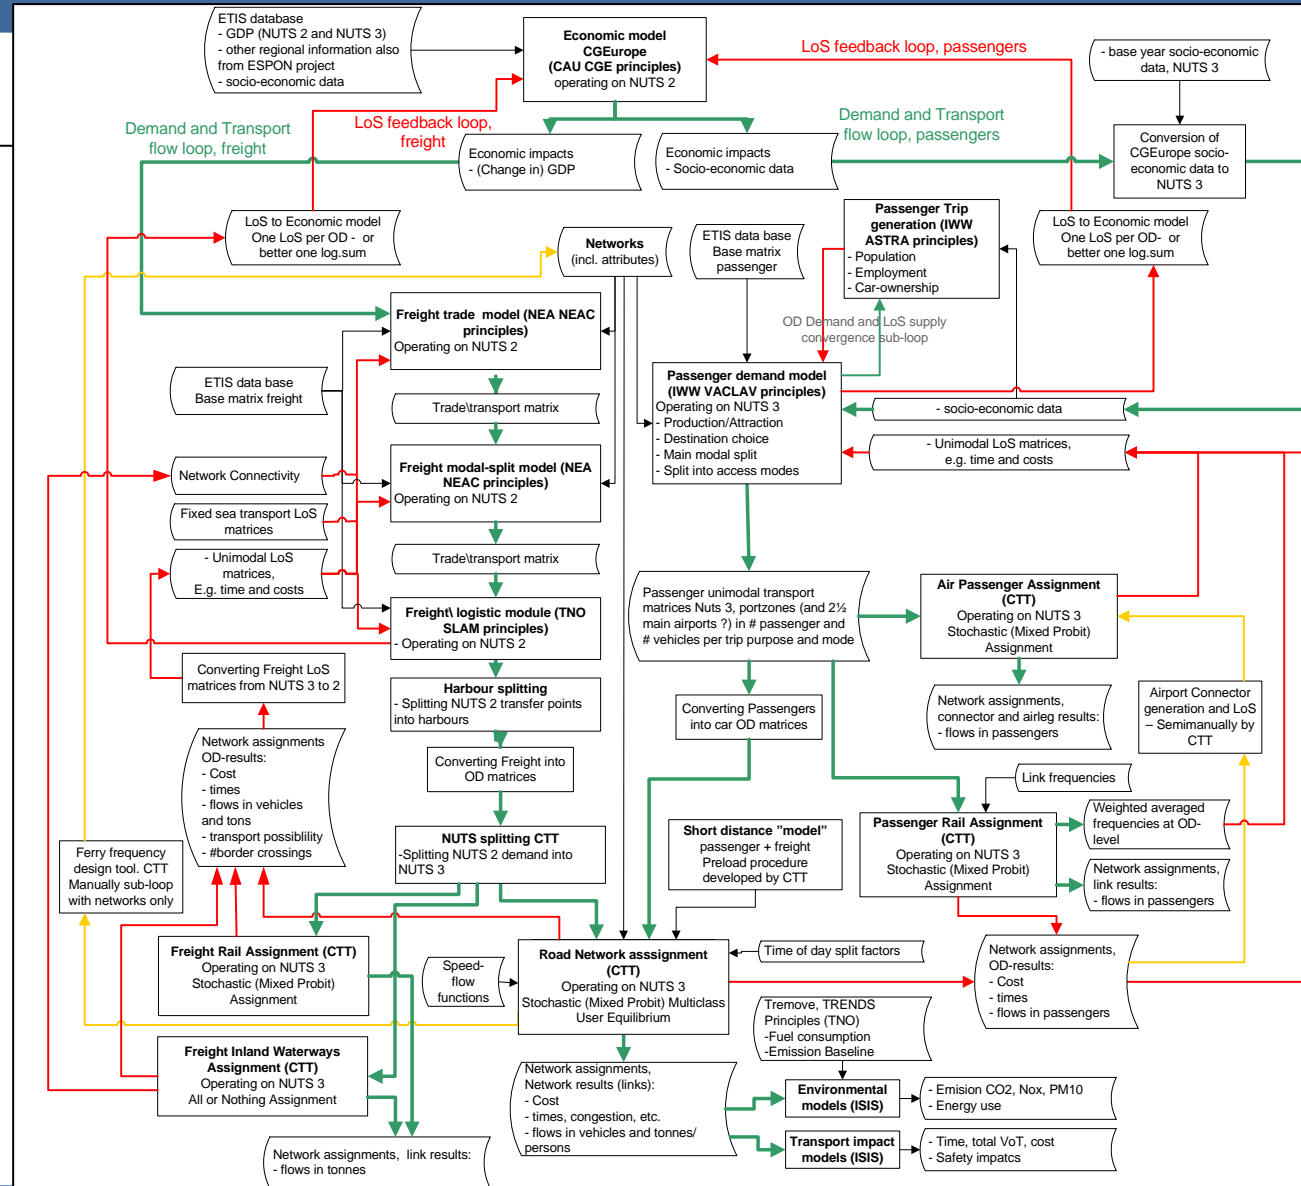 ETIS database
- GDP (NUTS 2 and NUTS 3)
- other regional information also
from ESPON project
- socio-economic data
Economic model
CGEurope
(CAU CGE principles)
operating on NUTS 2
LoS feedback loop, passengers
- base year socio-economic
data, NUTS 3
Demand and Transport
flow loop, freight
LoS feedback loop,
freight
Demand and Transport
flow loop, passengers
Economic impacts
- (Change in) GDP
Economic impacts
- Socio-economic data
Conversion of
CGEurope socio-
economic data to
NUTS 3
LoS to Economic model
One LoS per OD - or
better one log.sum
Networks
(incl. attributes)
ETIS data base
Base matrix
passenger
Passenger Trip
generation (IWW
ASTRA principles)
- Population
- Employment
- Car-ownership
LoS to Economic model
One LoS per OD- or
better one log.sum
Freight trade model (NEA NEAC
principles)
Operating on NUTS 2
OD Demand and LoS supply
convergence sub-loop
ETIS data base
Base matrix freight
Trade\transport matrix
Passenger demand model
(IWW VACLAV principles)
Operating on NUTS 3
- Production/Attraction
- Destination choice
- Main modal split
- Split into access modes
- socio-economic data
- Unimodal LoS matrices,
e.g. time and costs
Network Connectivity
Freight modal-split model (NEA
NEAC principles)
Operating on NUTS 2
Fixed sea transport LoS
matrices
- Unimodal LoS
matrices,
E.g. time and costs
Trade\transport matrix
Freight\ logistic module (TNO
SLAM principles)
- Operating on NUTS 2
Passenger unimodal transport
matrices Nuts 3, portzones (and 2½
main airports ?) in # passenger and
# vehicles per trip purpose and mode
Air Passenger Assignment
(CTT)
Operating on NUTS 3
Stochastic (Mixed Probit)
Assignment
Converting Freight LoS
matrices from NUTS 3 to 2
Harbour splitting
- Splitting NUTS 2 transfer points
into harbours
Converting Passengers
into car OD matrices
Network assignments,
connector and airleg results:
- flows in passengers
Airport Connector
generation and LoS
– Semimanually by
CTT
Network assignments
OD-results:
- Cost
- times
- flows in vehicles
and tons
- transport possiblility
- #border crossings
Converting Freight into
OD matrices
Link frequencies
Ferry frequency
design tool. CTT
Manually sub-loop
with networks only
NUTS splitting CTT
-Splitting NUTS 2 demand into
NUTS 3
Short distance ”model”
passenger + freight
Preload procedure
developed by CTT
Passenger Rail Assignment
(CTT)
Operating on NUTS 3
Stochastic (Mixed Probit)
Assignment
Weighted averaged
frequencies at OD-
level
Network assignments,
link results:
- flows in passengers
Freight Rail Assignment (CTT)
Operating on NUTS 3
Stochastic (Mixed Probit)
Assignment
Speed-
flow
functions
Road Network asssignment
(CTT)
Operating on NUTS 3
Stochastic (Mixed Probit) Multiclass
User Equilibrium
Time of day split factors
Network assignments,
OD-results:
- Cost
- times
- flows in passengers
Tremove, TRENDS
Principles (TNO)
-Fuel consumption
-Emission Baseline
Freight Inland Waterways
Assignment (CTT)
Operating on NUTS 3
All or Nothing Assignment
Network assignments,
Network results (links):
- Cost
- times, congestion, etc.
- flows in vehicles and tonnes/
persons
Environmental
models (ISIS)
- Emision CO2, Nox, PM10
- Energy use
Transport impact
models (ISIS)
- Time, total VoT, cost
- Safety impatcs
Network assignments, link results:
- flows in tonnes